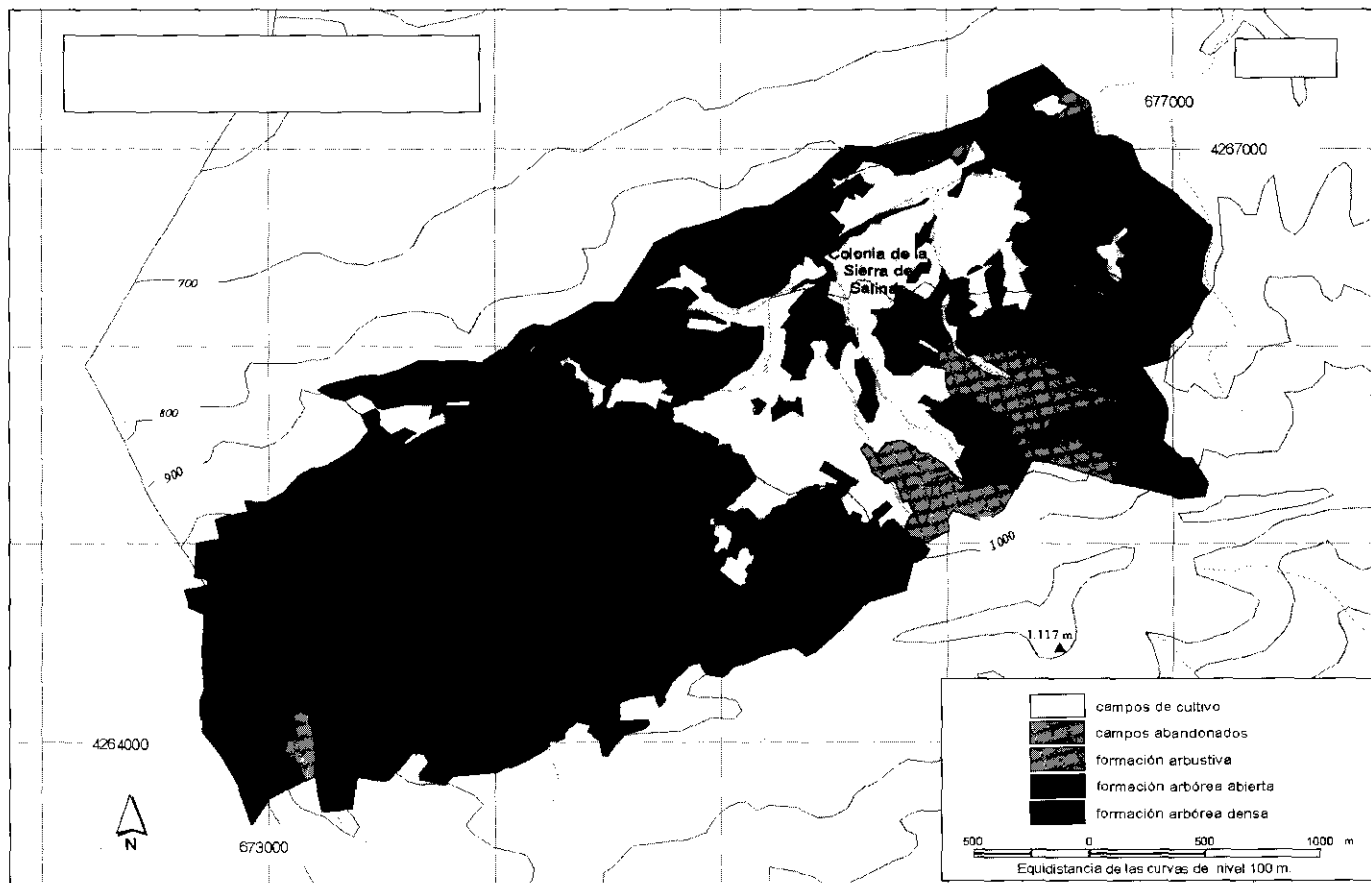 677000
4267000
Colonia de la
Sierra de
Salinas
700
800
900
1000
1.117 m
4264000
N
673000
campos de cultivo
campos abandonados
formación arbustiva
formación arbórea abierta
formación arbórea densa
500 0 500 1000 m
Equidistancia de las curvas de nivel 100 m.